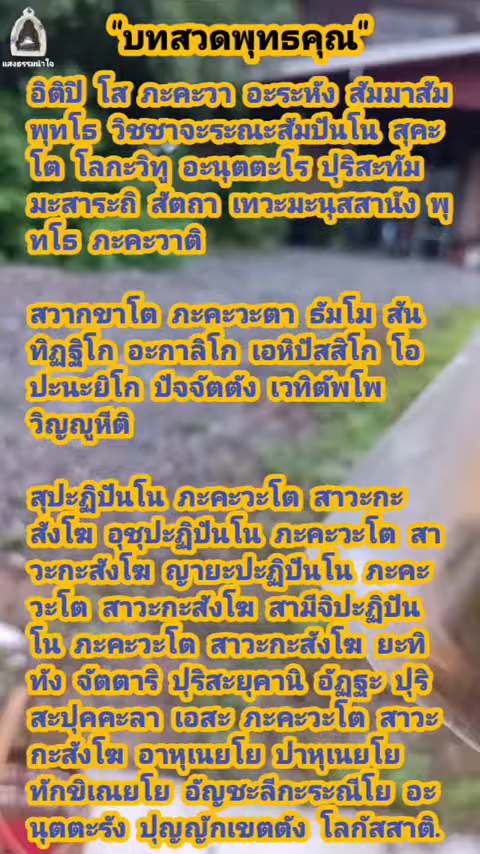 "บทสวดพุทธคุณ"
แสงธรรมนำใจ
อิติปิ โส ภะคะวา อะระหัง สัมมาสัม
พุทโธ วิชชาจะระณะสัมปันโน สุคะ
โต โลกะวิทู อะนุตตะโร ปุริสะทัม
มะสาระถิ สัตถา เทวะมะนุสสานัง พุ
ทโธ ภะคะวาติ
สวากขาโต ภะคะวะตา ธัมโม สัน
ทิฏฐิโก อะกาลิโก เอหิปัสสิโก โอ
ปะนะยิโก ปัจจัตตัง เวทิตัพโพ
วิญญูหีติ
สุปะฏิปันโน ภะคะวะโต สาวะกะ
สังโฆ อุชุปะฏิปันโน ภะคะวะโต สา
วะกะสังโฆ ญายะปะฏิปันโน ภะคะ
วะโต สาวะกะสังโฆ สามีจิปะฏิปัน
โน ภะคะวะโต สาวะกะสังโฆ ยะทิ
ทัง จัตตาริ ปุริสะยุคานิ อัฏฐะ ปุริ
สะปุคคะลา เอสะ ภะคะวะโต สาวะ
กะสังโฆ อาหุเนยโย ปาหุเนยโย
ทักขิเณยโย อัญชะลีกะระณีโย อะ
นุตตะรัง ปุญญักเขตตัง โลกัสสาติ.